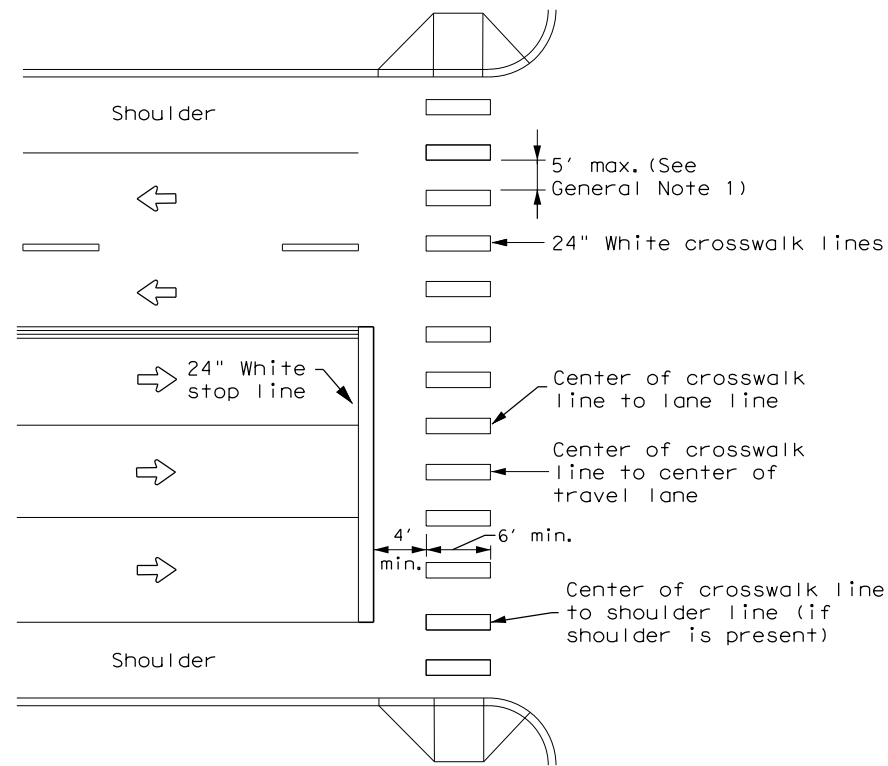 Shoulder
5' max. (See
General Note 1)
24" White crosswalk lines
24" White
stop line
Center of crosswalk
line to lane line
Center of crosswalk
line to center of
travel lane
4'
min.
6' min.
Center of crosswalk line
to shoulder line (if
shoulder is present)
Shoulder